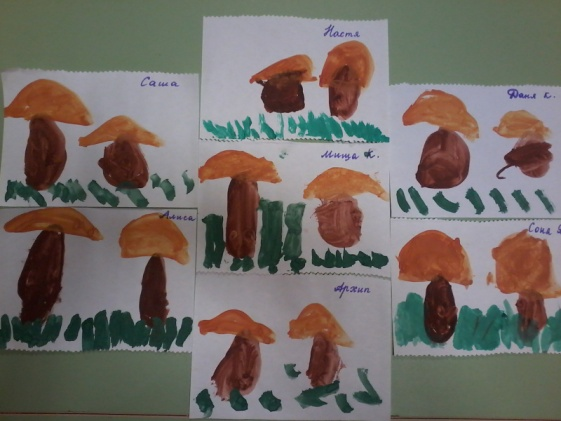 Настя
Саша
Даня К.
Миша К.
Алиса
Соня
Архип